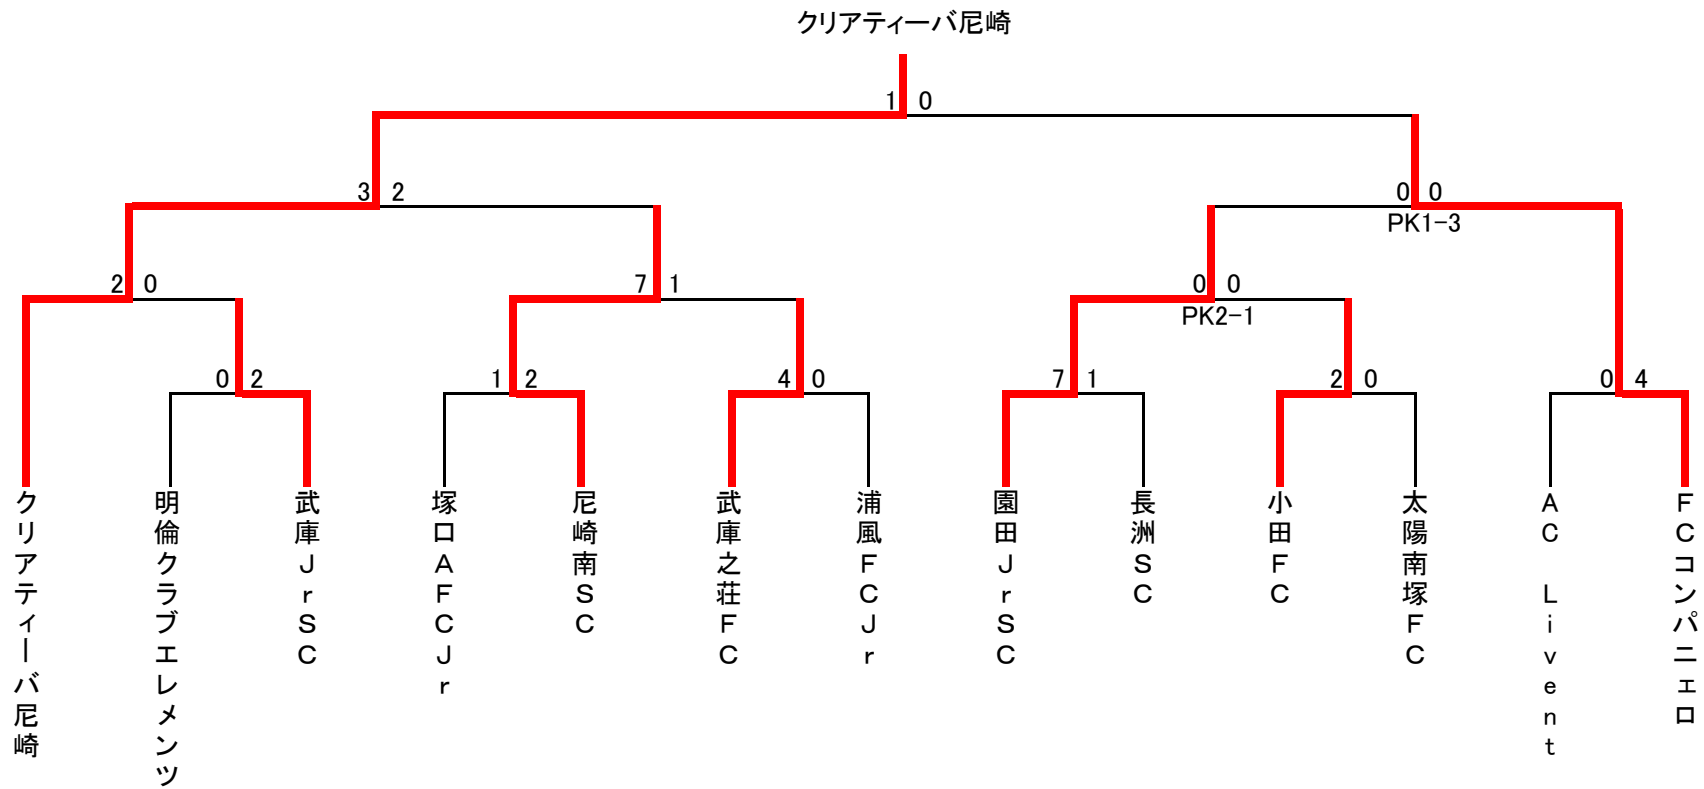 クリアティーバ尼崎
1 0
3 2
0 0
PK1-3
2 0
7 1
0 0
PK2-1
0 2
1 2
4 0
7 1
2 0
0 4
クリアティーバ尼崎
明倫クラブエレメンツ
武庫JrSC
塚口AFCJr
尼崎南SC
武庫之荘FC
浦風FCJr
園田JrSC
長洲SC
小田FC
太陽南塚FC
AC Livent
FCコンパニェロ